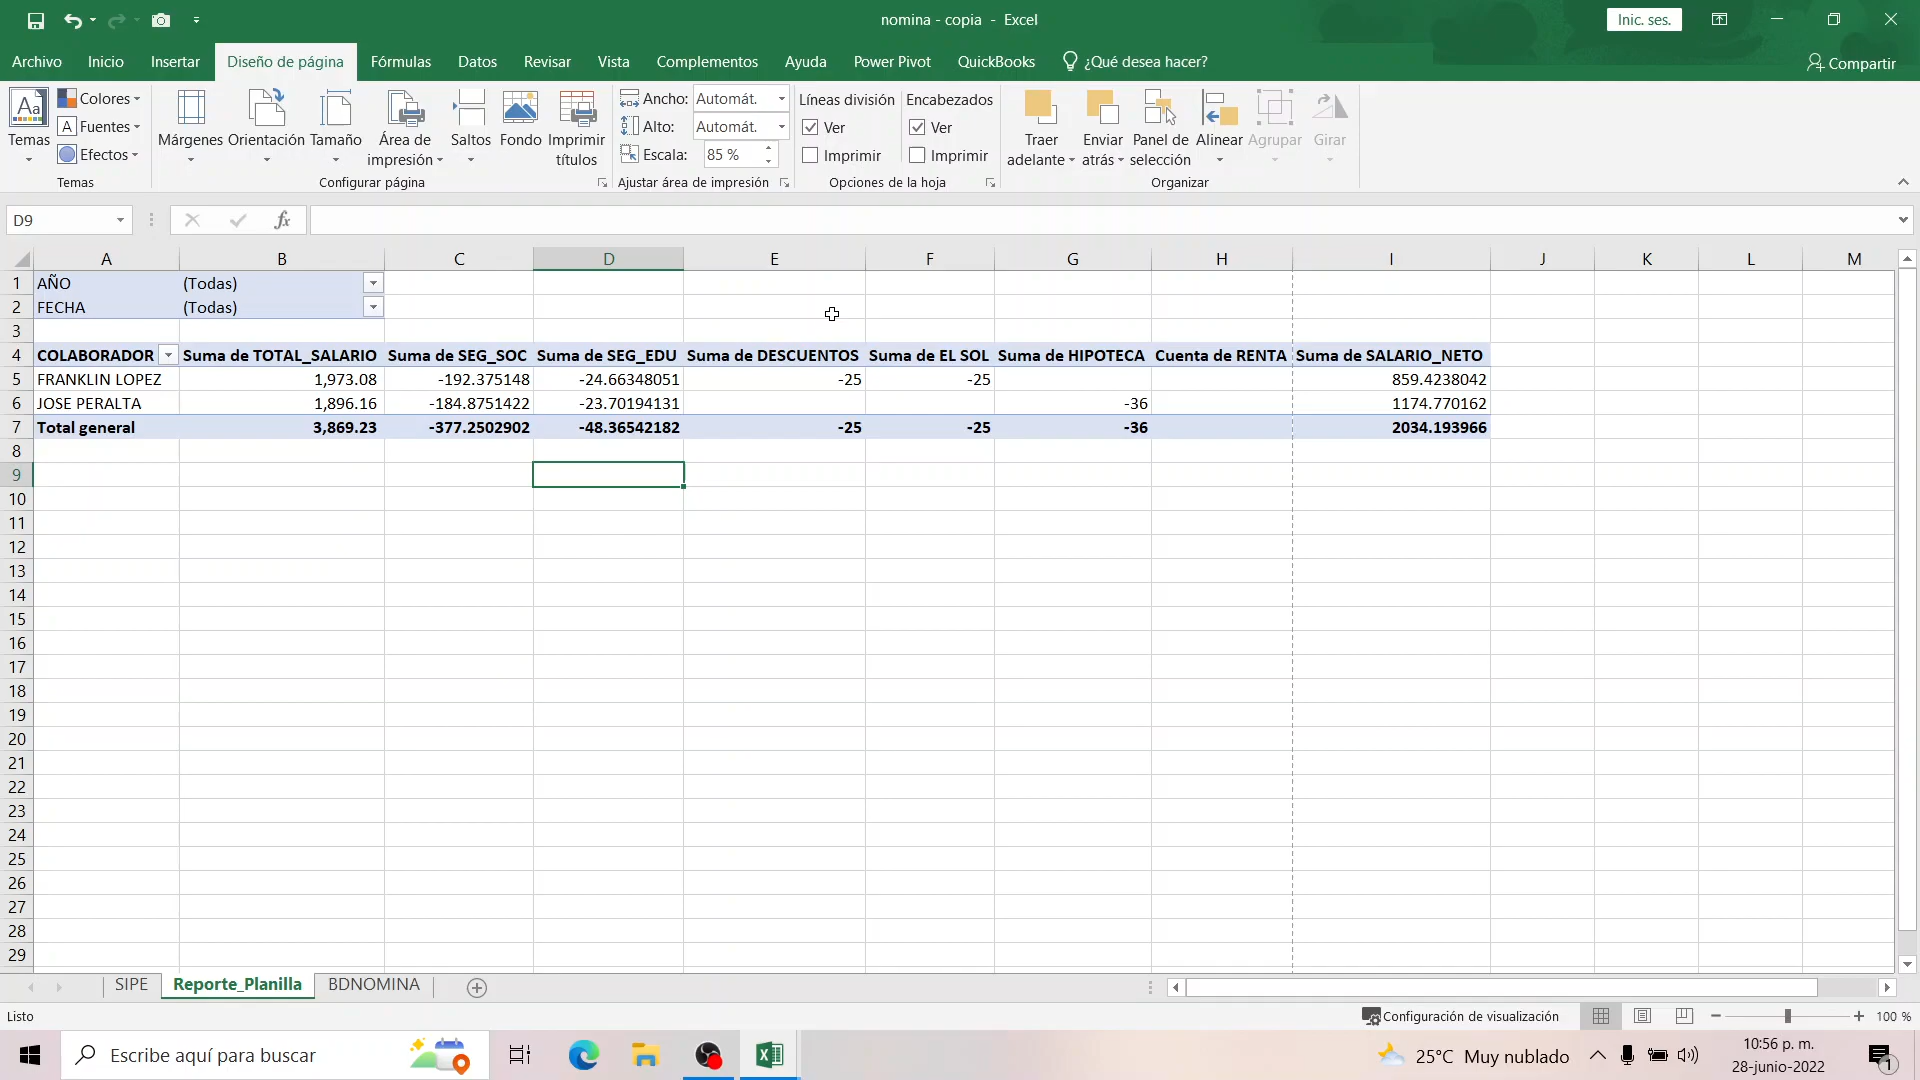 nomina - copia - Excel
Inic. ses.
Archivo Inicio Insertar Diseño de página Fórmulas Datos Revisar Vista Complementos Ayuda Power Pivot QuickBooks ¿Qué desea hacer? Compartir
Aa Temas
Colores
A Fuentes
Efectos
Temas
Márgenes Orientación Tamaño Área de impresión Saltos Fondo Imprimir títulos
Configurar página
Ancho: Automát.
Alto: Automát.
Escala: 85 %
Ajustar área de impresión
Líneas división Encabezados
Ver Ver
Imprimir Imprimir
Opciones de la hoja
Traer adelante Enviar atrás Panel de selección Alinear Agrupar Girar
Organizar
D9 fx
A B C D E F G H I J K L M
1 AÑO (Todas)
2 FECHA (Todas)
3
4 COLABORADOR Suma de TOTAL_SALARIO Suma de SEG_SOC Suma de SEG_EDU Suma de DESCUENTOS Suma de EL SOL Suma de HIPOTECA Cuenta de RENTA Suma de SALARIO_NETO
5 FRANKLIN LOPEZ 1,973.08 -192.375148 -24.66348051 -25 -25 859.4238042
6 JOSE PERALTA 1,896.16 -184.8751422 -23.70194131 -36 1174.770162
7 Total general 3,869.23 -377.2502902 -48.36542182 -25 -25 -36 2034.193966
8
9
10
11
12
13
14
15
16
17
18
19
20
21
22
23
24
25
26
27
28
29
SIPE Reporte_Planilla BDNOMINA
Listo Configuración de visualización 100 %
Escribe aquí para buscar 25°C Muy nublado 10:56 p. m.
28-junio-2022 1